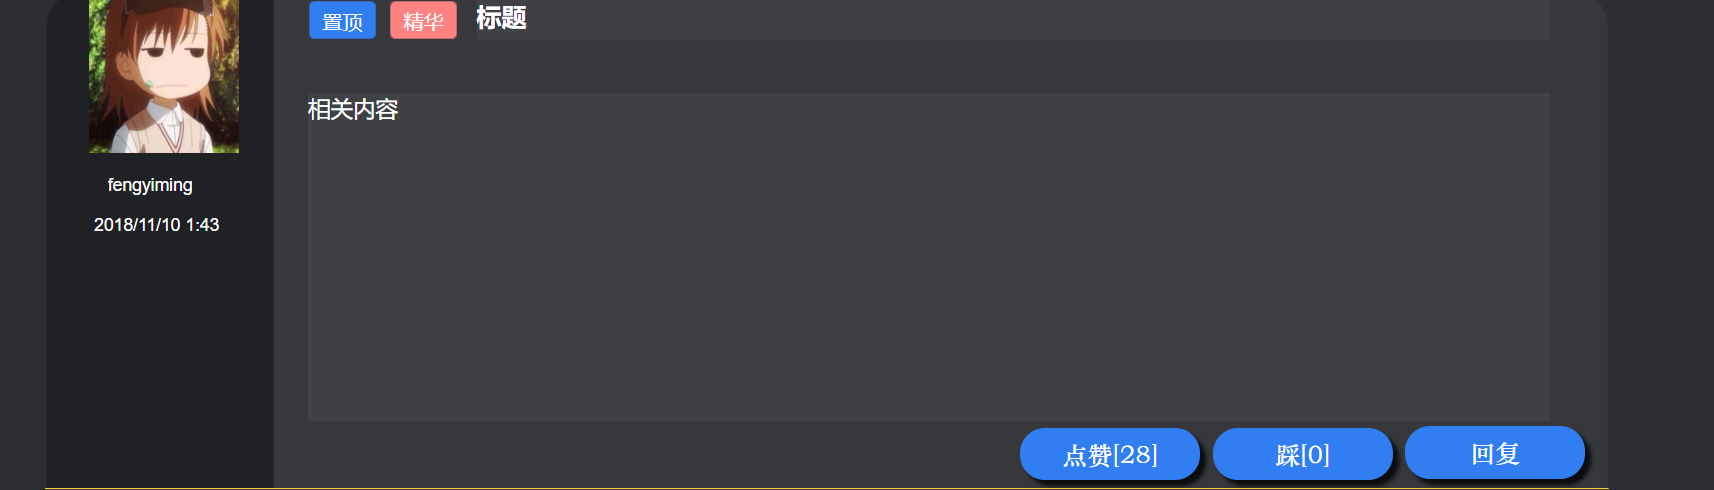 置顶 精华 标题
相关内容
fengyiming
2018/11/10 1:43
点赞[28] 踩[0] 回复